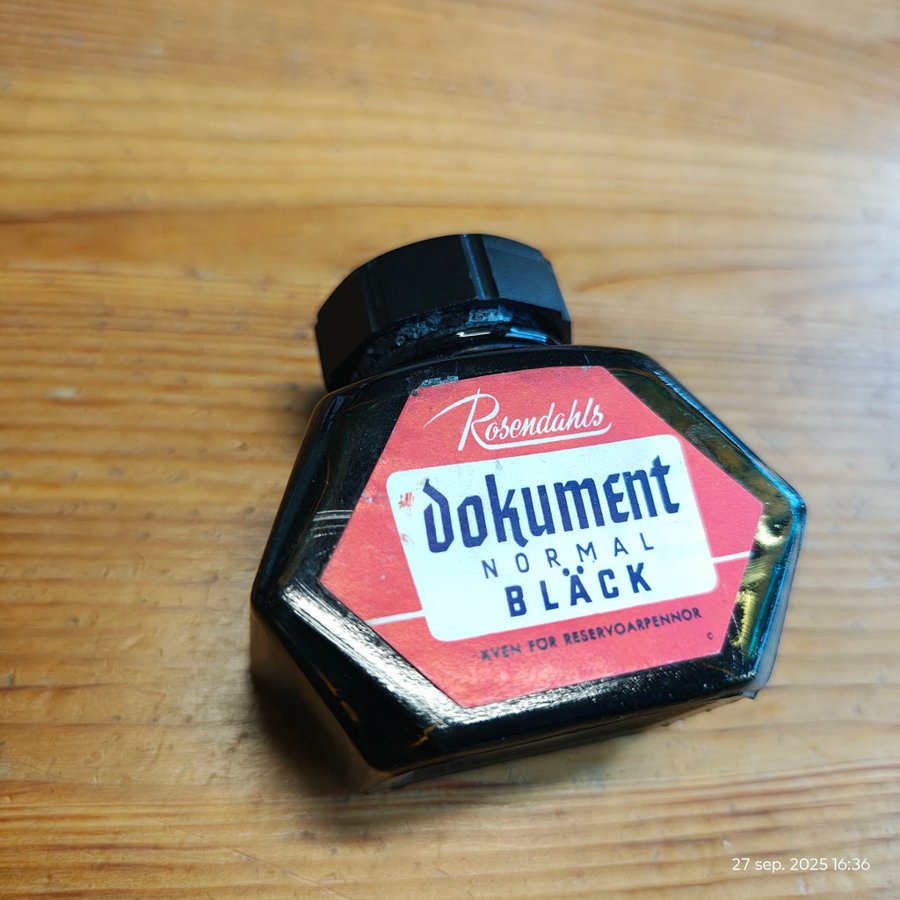 Rosendahls
Dokument
NORMAL
BLÄCK
ÄVEN FÖR RESERVOARPENNOR
C
27 sep. 2025 16:36